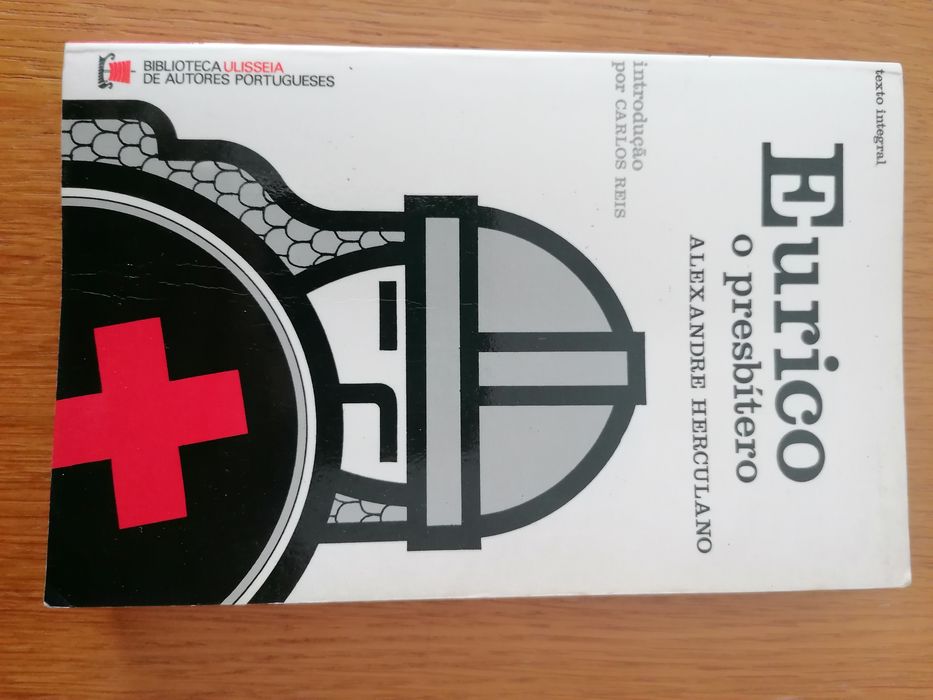 texto integral
Eurico
o presbítero
ALEXANDRE HERCULANO
introdução
por CARLOS REIS
BIBLIOTECA ULISSEIA
DE AUTORES PORTUGUESES